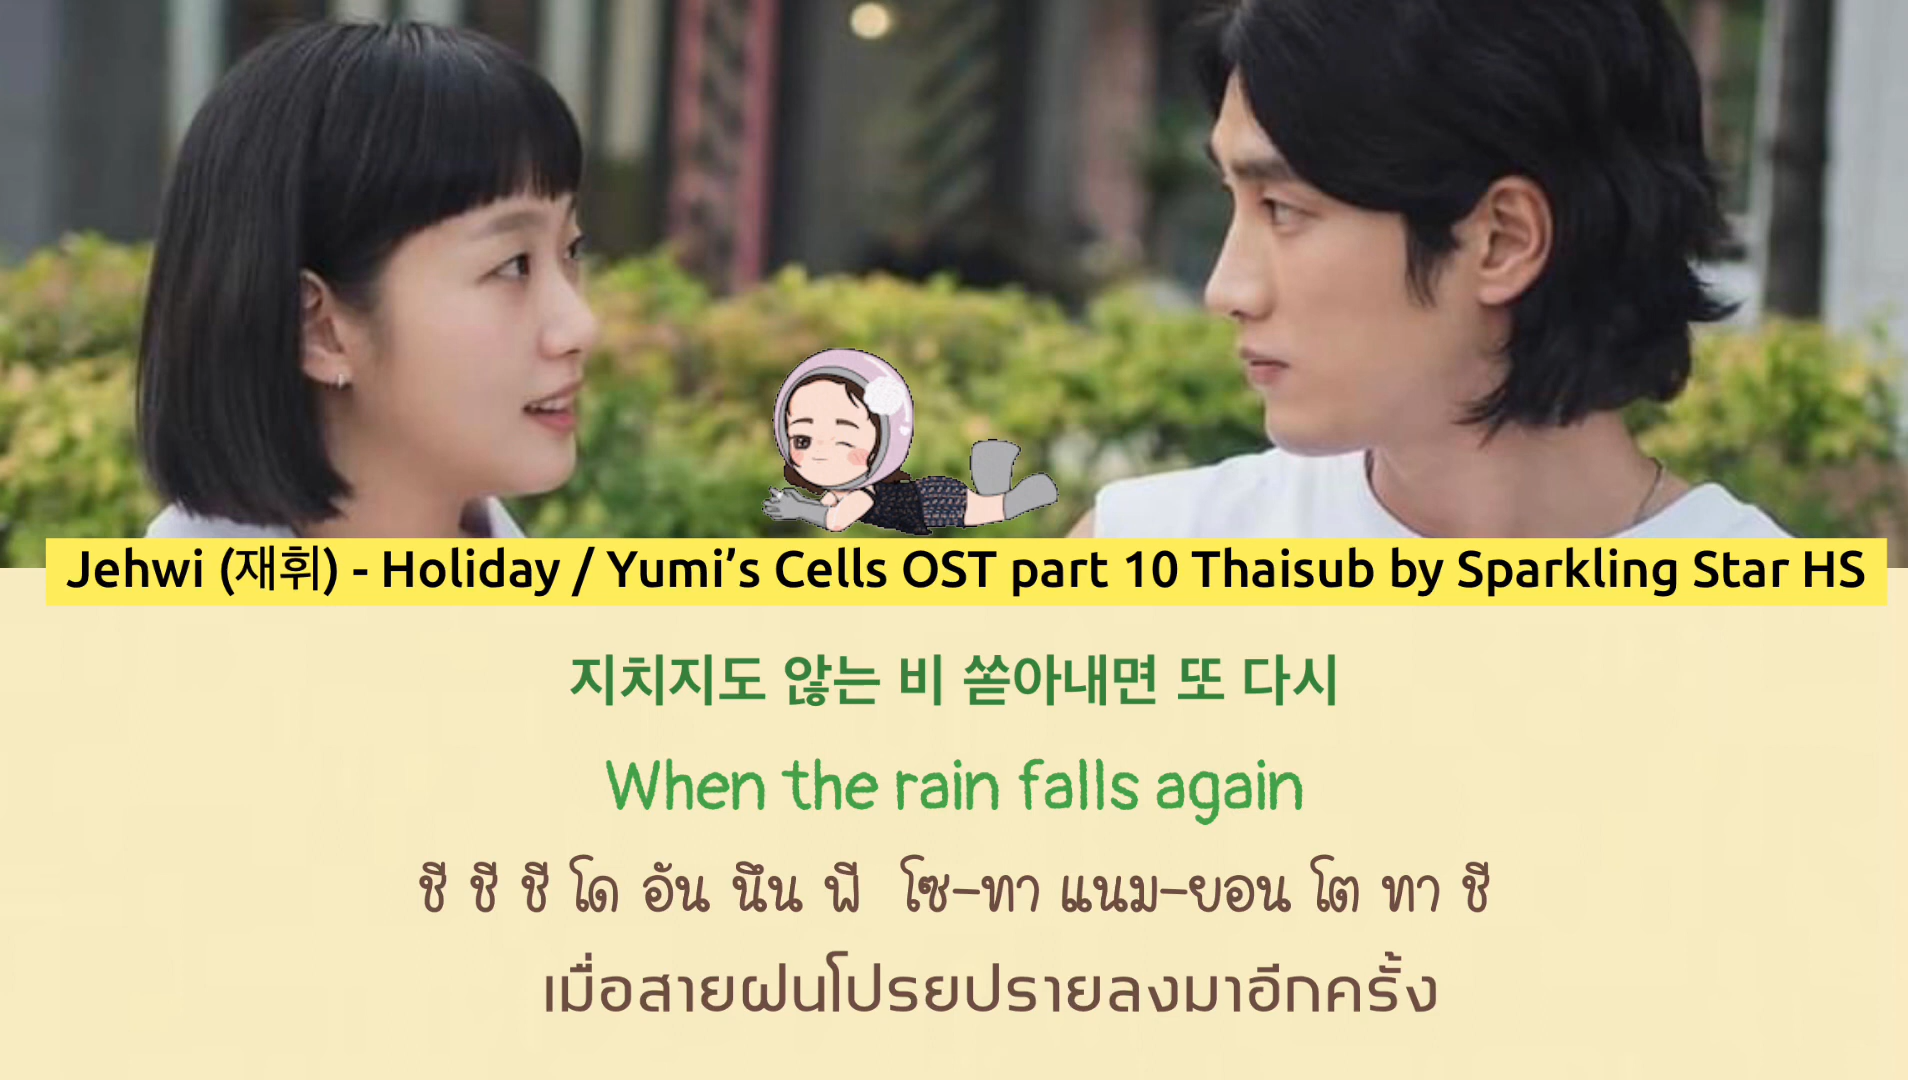 Jehwi (재휘) - Holiday / Yumi’s Cells OST part 10 Thaisub by Sparkling Star HS
지치지도 않는 비 쏟아내면 또 다시
When the rain falls again
ชี ชี ชี โด อัน นึน พี โซ-ทา แนม-ยอน โต ทา ชี
เมื่อสายฝนโปรยปรายลงมาอีกครั้ง